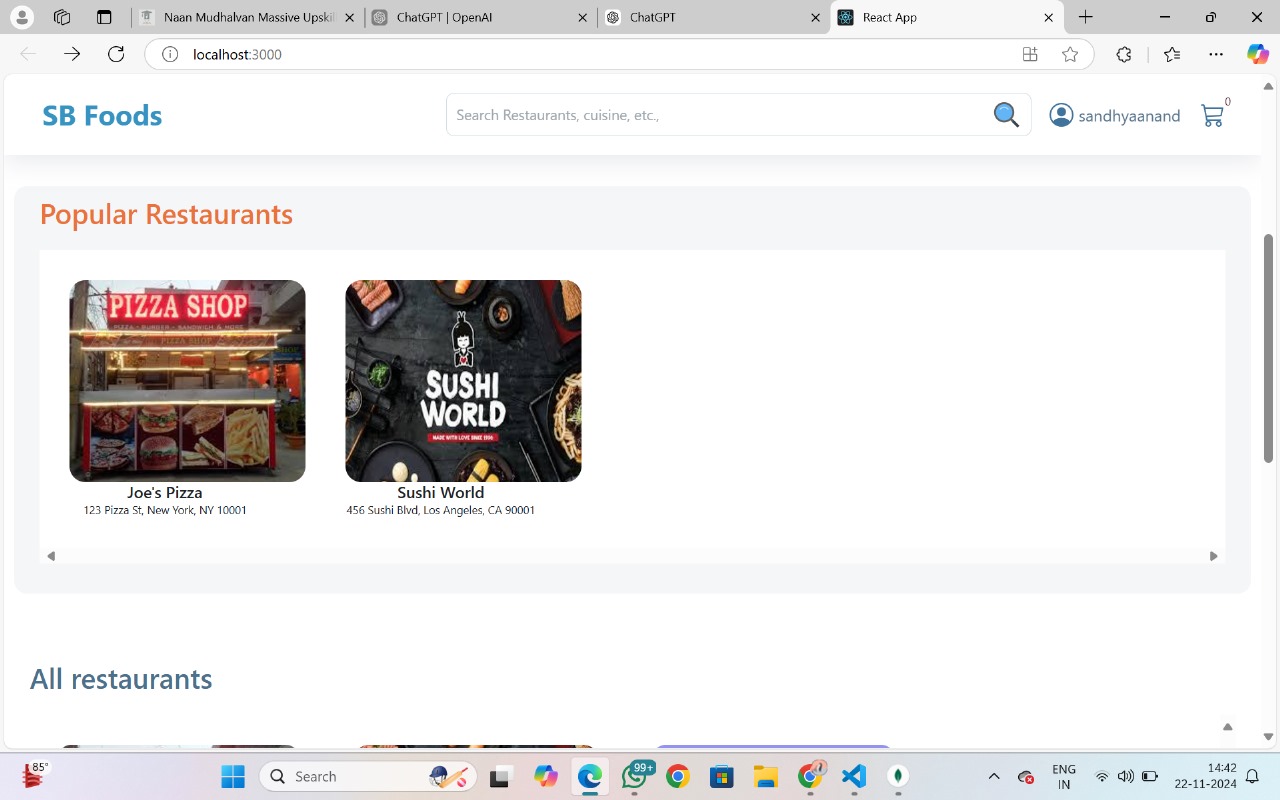 Naan Mudhalvan Massive Upskil
ChatGPT | OpenAI
ChatGPT
React App
localhost:3000
SB Foods
Search Restaurants, cuisine, etc.,
sandhyaanand
0
Popular Restaurants
PIZZA SHOP
PIZZA - BURGER - SANDWICH & MORE
PIZZA SHOP
SUSHI
WORLD
MADE WITH LOVE SINCE 1996
Joe's Pizza
123 Pizza St, New York, NY 10001
Sushi World
456 Sushi Blvd, Los Angeles, CA 90001
All restaurants
85°
Search
99+
ENG
IN
14:42
22-11-2024